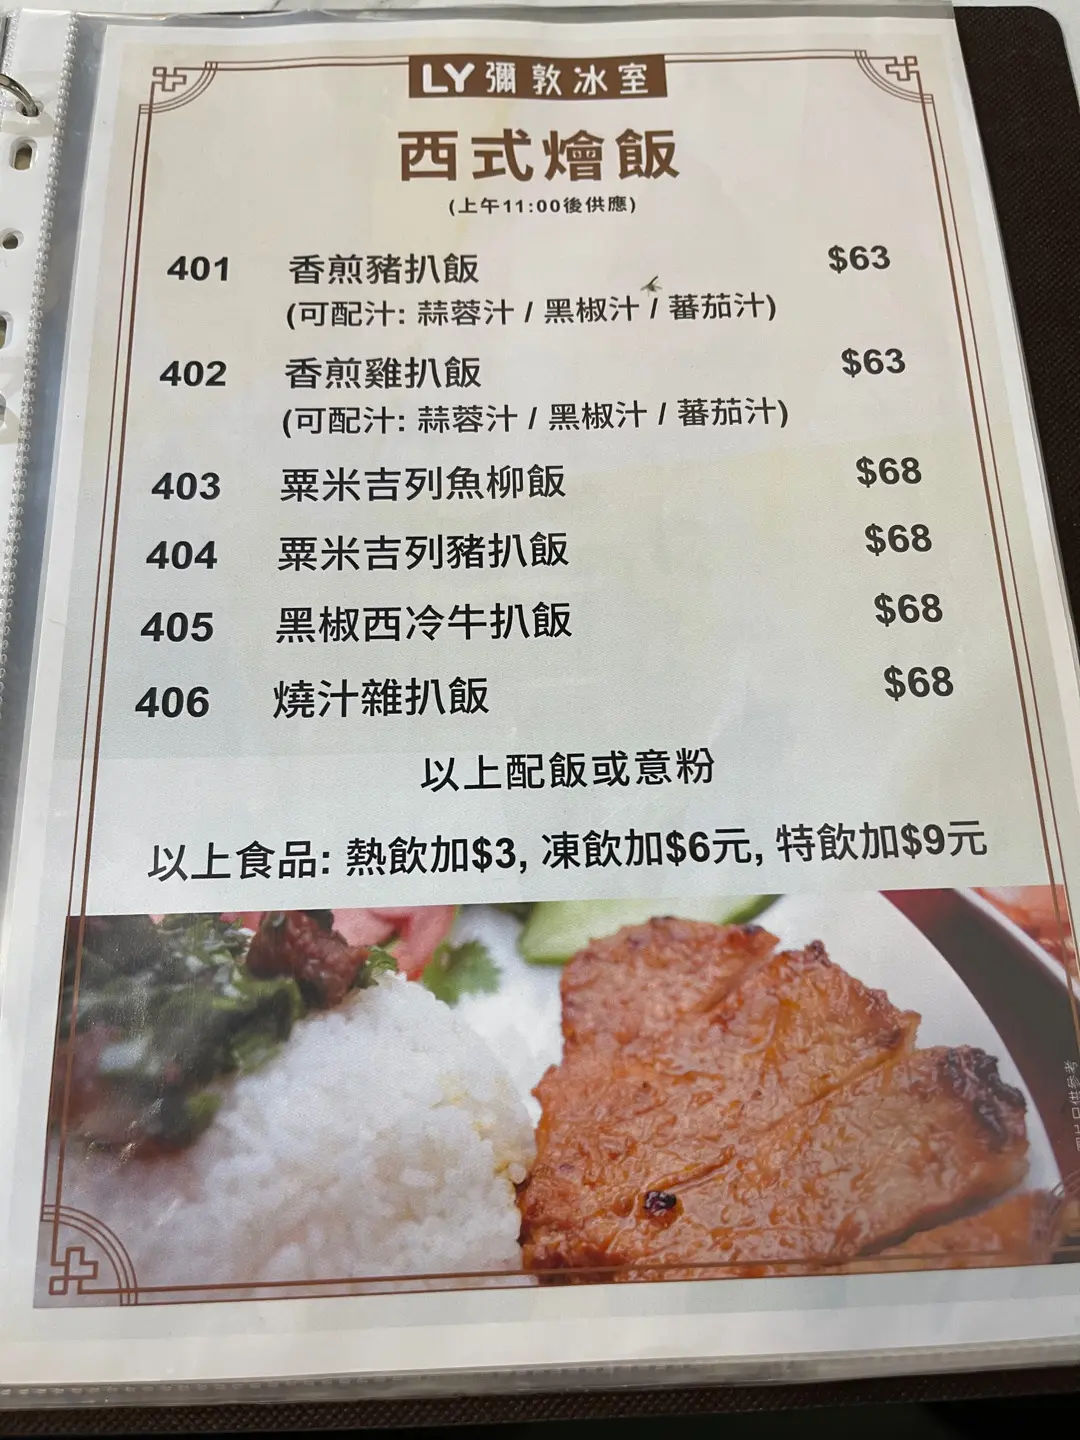 LY 彌敦冰室
西式燴飯
(上午11:00後供應)
401 香煎豬扒飯 $63
(可配汁: 蒜蓉汁 / 黑椒汁 / 蕃茄汁)
402 香煎雞扒飯 $63
(可配汁: 蒜蓉汁 / 黑椒汁 / 蕃茄汁)
403 粟米吉列魚柳飯 $68
404 粟米吉列豬扒飯 $68
405 黑椒西冷牛扒飯 $68
406 燒汁雜扒飯 $68
以上配飯或意粉
以上食品: 熱飲加$3, 凍飲加$6元, 特飲加$9元
只供參考